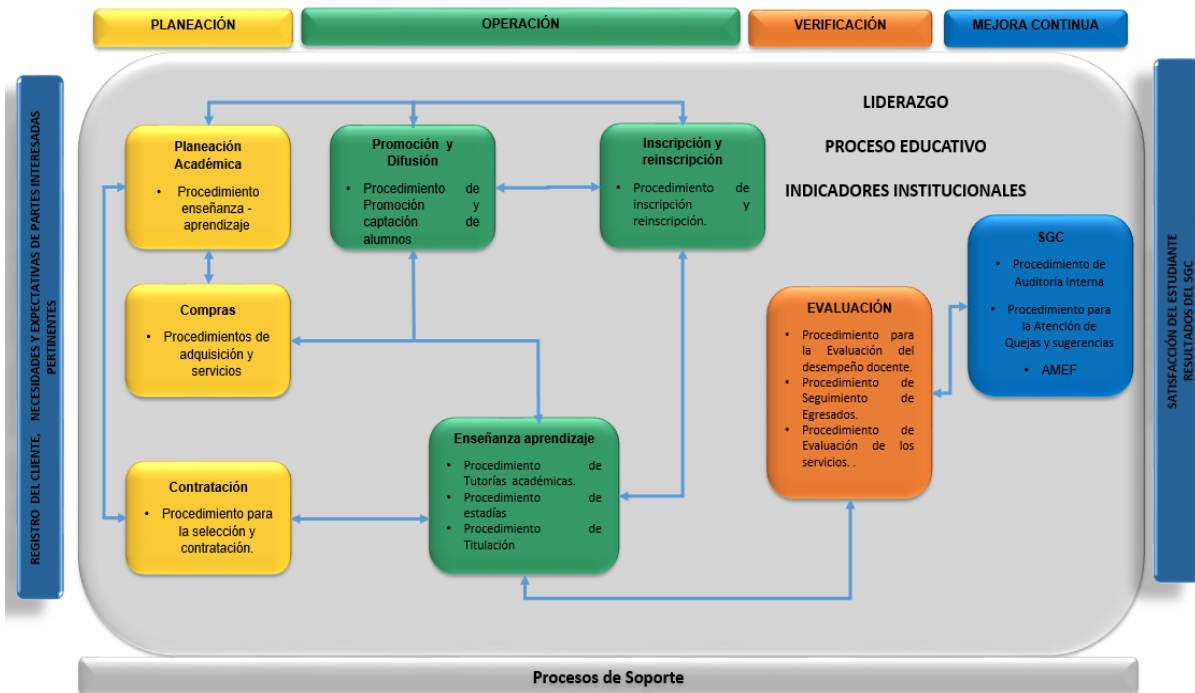 PLANEACIÓN
OPERACIÓN
VERIFICACIÓN
MEJORA CONTINUA
REGISTRO DEL CLIENTE, NECESIDADES Y EXPECTATIVAS DE PARTES INTERESADAS
PERTINENTES
LIDERAZGO
PROCESO EDUCATIVO
INDICADORES INSTITUCIONALES
Planeación
Académica
• Procedimiento
enseñanza -
aprendizaje
Promoción y
Difusión
• Procedimiento de
Promoción y
captación de
alumnos
Inscripción y
reinscripción
• Procedimiento de
inscripción y
reinscripción.
Compras
• Procedimientos de
adquisición y
servicios
Contratación
• Procedimiento para
la selección y
contratación.
Enseñanza aprendizaje
• Procedimiento de
Tutorías académicas.
• Procedimiento de
estadías
• Procedimiento de
Titulación
EVALUACIÓN
• Procedimiento para
la Evaluación del
desempeño docente.
• Procedimiento de
Seguimiento de
Egresados.
• Procedimiento de
Evaluación de los
servicios. .
SGC
• Procedimiento de
Auditoría Interna
• Procedimiento para
la Atención de
Quejas y sugerencias
• AMEF
SATISFACCIÓN DEL ESTUDIANTE
RESULTADOS DEL SGC
Procesos de Soporte